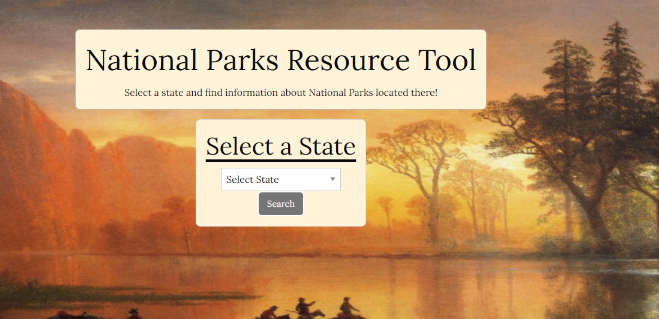 National Parks Resource Tool
Select a state and find information about National Parks located there!
Select a State
Select State
Search